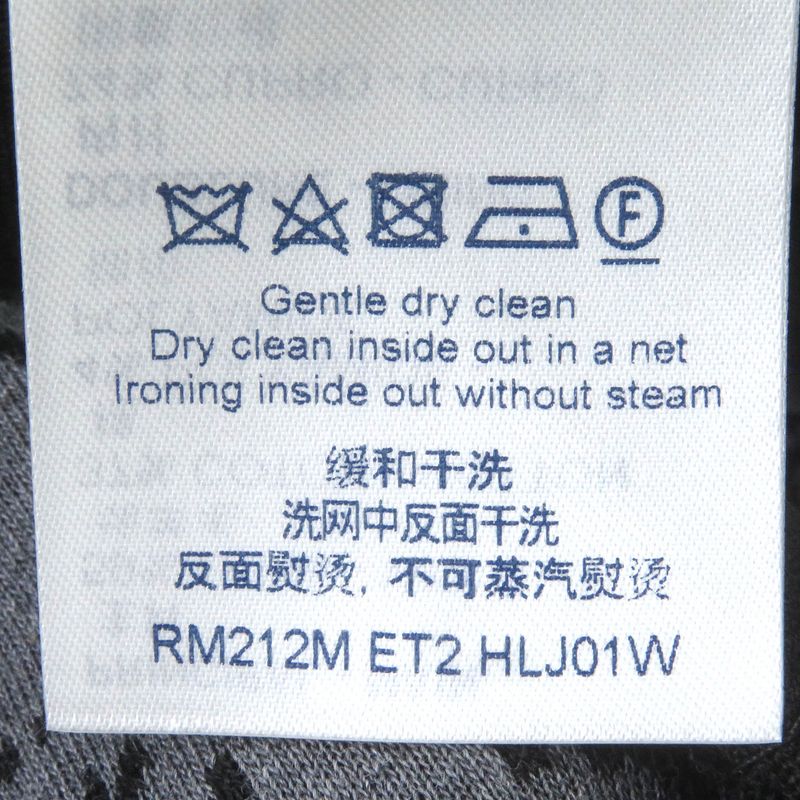 F
Gentle dry clean
Dry clean inside out in a net
Ironing inside out without steam
缓和干洗
洗网中反面干洗
反面熨烫, 不可蒸汽熨烫
RM212M ET2 HLJ01W